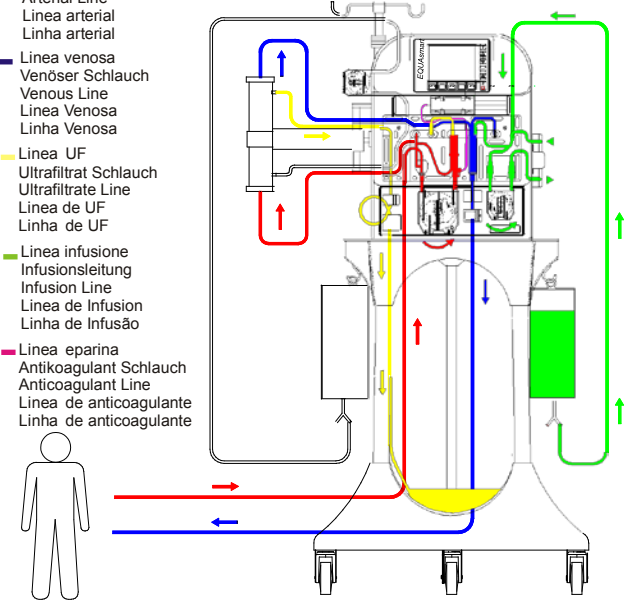 Arterial Line
Linea arterial
Linha arterial
Linea venosa
Venöser Schlauch
Venous Line
Linea Venosa
Linha Venosa
Linea UF
Ultrafiltrat Schlauch
Ultrafiltrate Line
Linea de UF
Linha de UF
Linea infusione
Infusionsleitung
Infusion Line
Linea de Infusion
Linha de Infusão
Linea eparina
Antikoagulant Schlauch
Anticoagulant Line
Linea de anticoagulante
Linha de anticoagulante
EQUAsmart